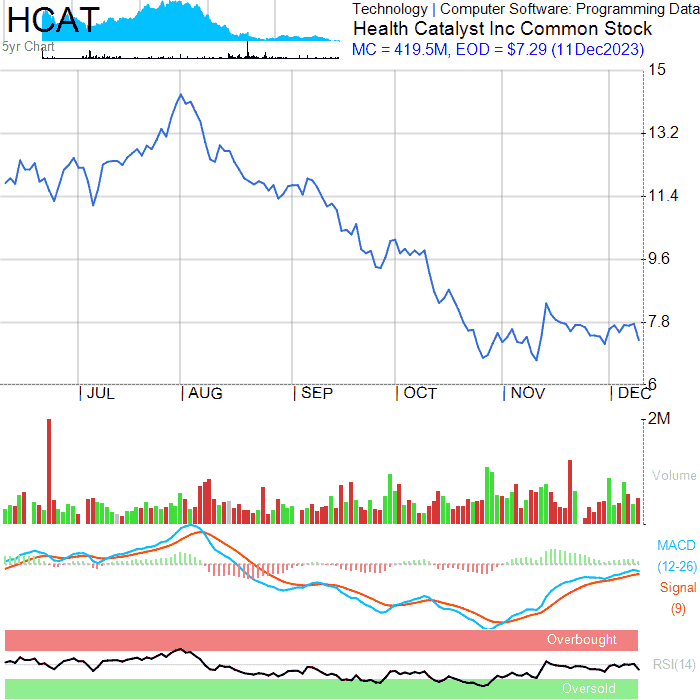 HCAT
5yr Chart
Technology | Computer Software: Programming Data
Health Catalyst Inc Common Stock
MC = 419.5M, EOD = $7.29 (11Dec2023)
15
13.2
11.4
9.6
7.8
6
JUL
AUG
SEP
OCT
NOV
DEC
2M
Volume
MACD
(12-26)
Signal
(9)
Overbought
RSI(14)
Oversold